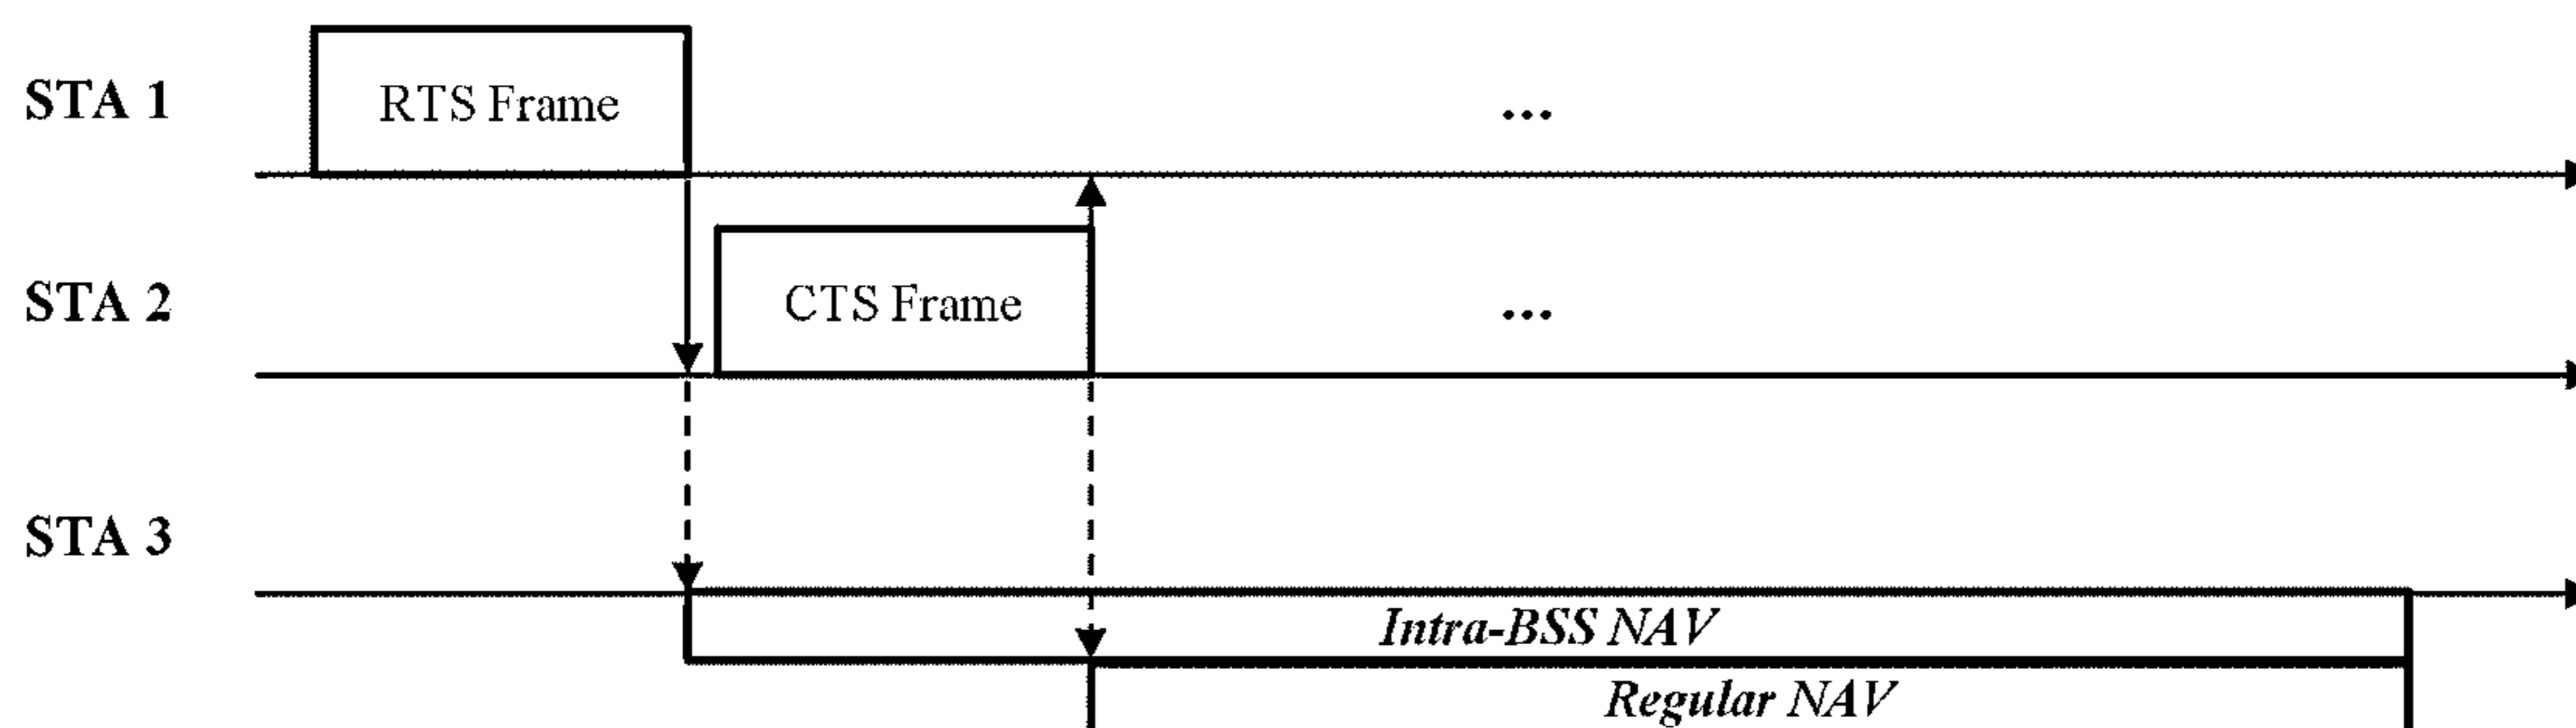 STA 1 RTS Frame ...
STA 2 CTS Frame ...
STA 3
Intra-BSS NAV
Regular NAV